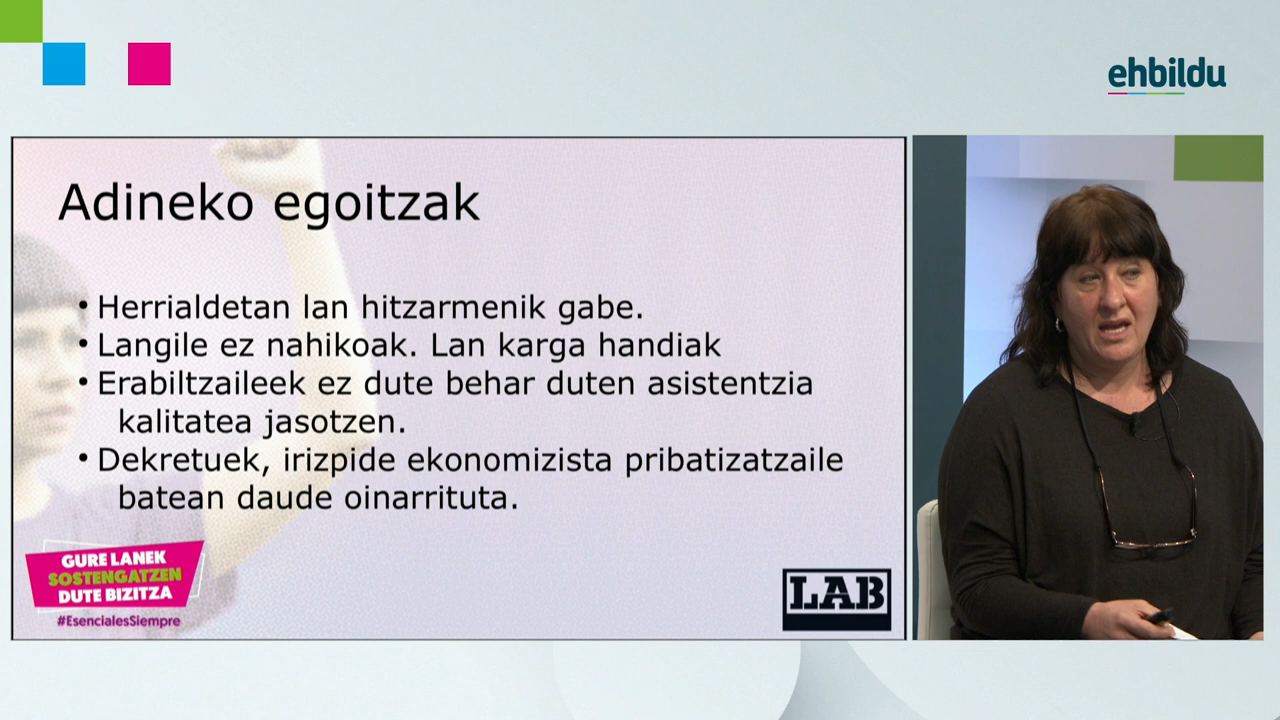 ehbildu
Adineko egoitzak
• Herrialdetan lan hitzarmenik gabe.
• Langile ez nahikoak. Lan karga handiak
• Erabiltzaileek ez dute behar duten asistentzia
kalitatea jasotzen.
• Dekretuek, irizpide ekonomizista pribatizatzaile
batean daude oinarrituta.
GURE LANEK
SOSTENGATZEN
DUTE BIZITZA
#EsencialesSiempre
LAB